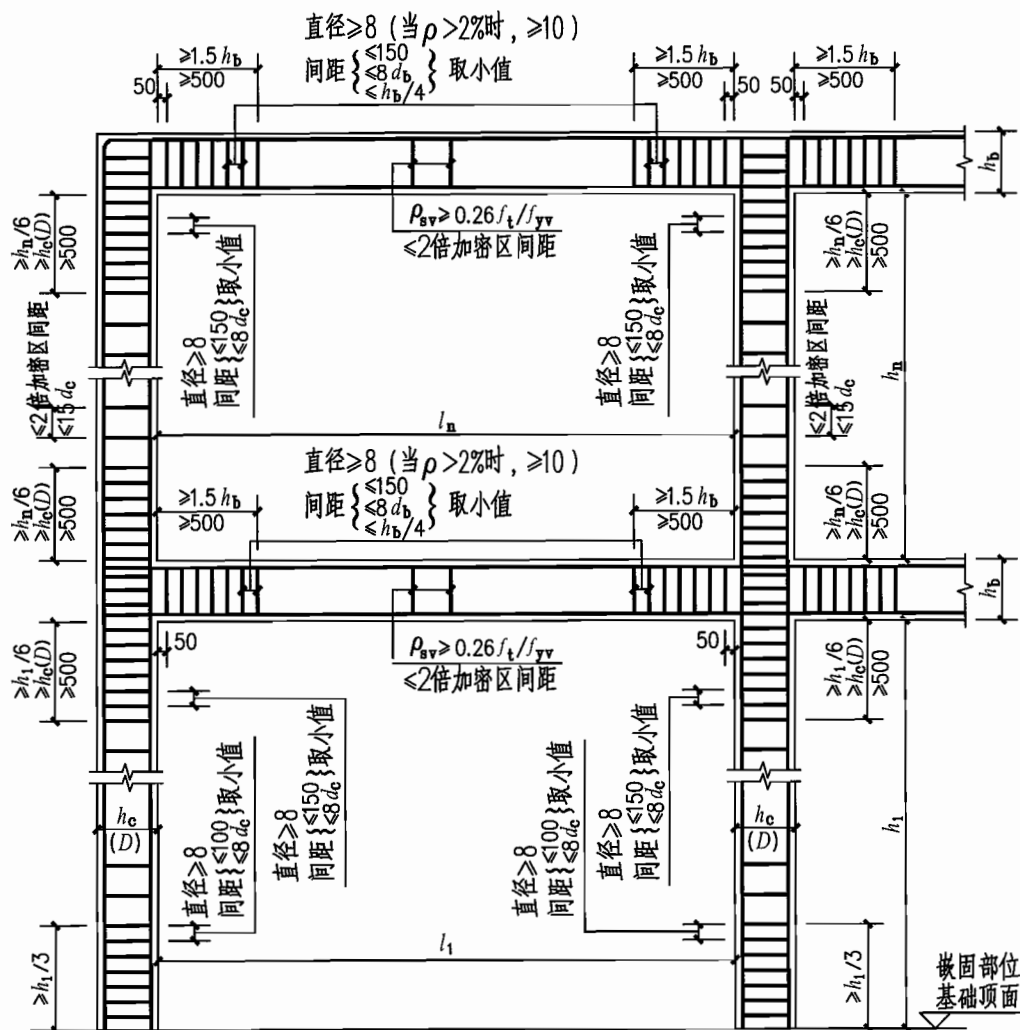 直径≥8 (当ρ>2%时, ≥10)
间距{≤150 ≤8d_b ≤h_b/4}取小值
≥1.5h_b
≥500
50
≥1.5h_b
≥500
50
50
≥1.5h_b
≥500
h_b
ρ_sv≥0.26f_t/f_yv
≤2倍加密区间距
≥h_n/6
≥h_c(D)
≥500
直径≥8
间距{≤150 ≤8d_c}取小值
直径≥8
间距{≤150 ≤8d_c}取小值
≥h_n/6
≥h_c(D)
≥500
≤2倍加密区间距
≤15d_c
h_n
≤2倍加密区间距
≤15d_c
l_n
直径≥8 (当ρ>2%时, ≥10)
间距{≤150 ≤8d_b ≤h_b/4}取小值
≥h_n/6
≥h_c(D)
≥500
≥1.5h_b
≥500
≥1.5h_b
≥500
≥h_n/6
≥h_c(D)
≥500
h_b
50
ρ_sv≥0.26f_t/f_yv
≤2倍加密区间距
50
≥h_1/6
≥h_c(D)
≥500
≥h_1/6
≥h_c(D)
≥500
直径≥8
间距{≤100 ≤8d_c}取小值
直径≥8
间距{≤150 ≤8d_c}取小值
直径≥8
间距{≤100 ≤8d_c}取小值
直径≥8
间距{≤150 ≤8d_c}取小值
h_c
(D)
h_c
(D)
h_1
l_1
≥h_1/3
≥h_1/3
嵌固部位
基础顶面